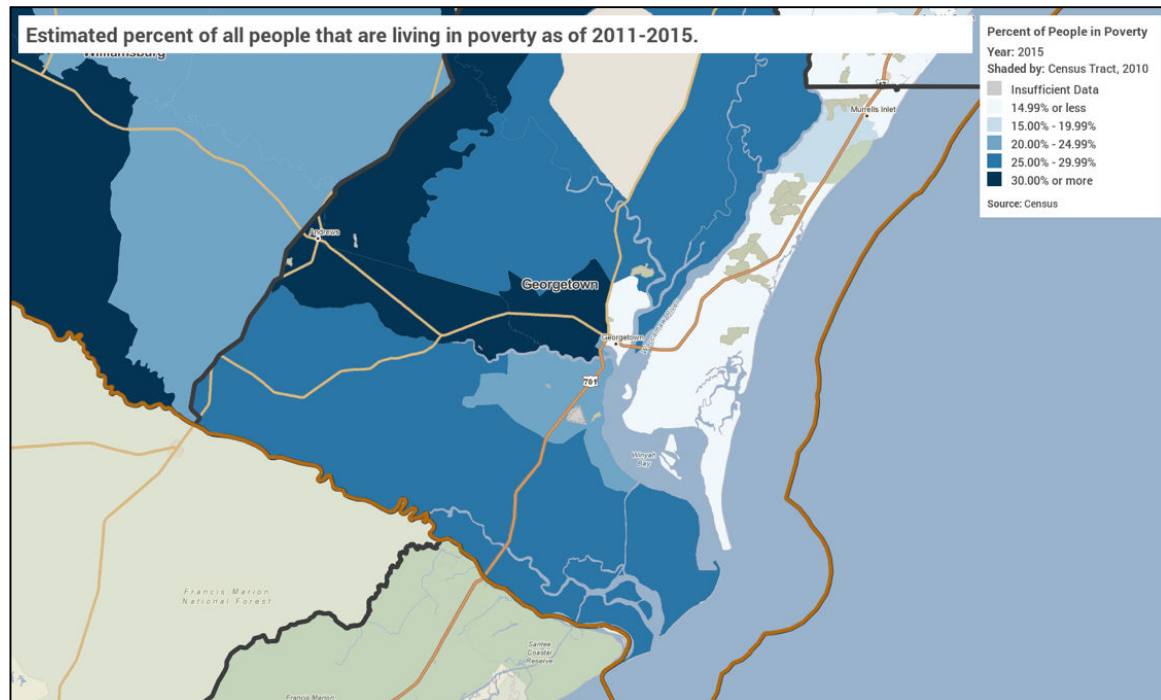 Estimated percent of all people that are living in poverty as of 2011-2015.
Williamsburg
Percent of People in Poverty
Year: 2015
Shaded by: Census Tract, 2010
Insufficient Data
14.99% or less
15.00% - 19.99%
20.00% - 24.99%
25.00% - 29.99%
30.00% or more
Source: Census
17
Murrells Inlet
Andrews
Georgetown
Georgetown
701
Winyah
Bay
Francis Marion
National Forest
Santee
Coastal
Reserve
Francis Marion